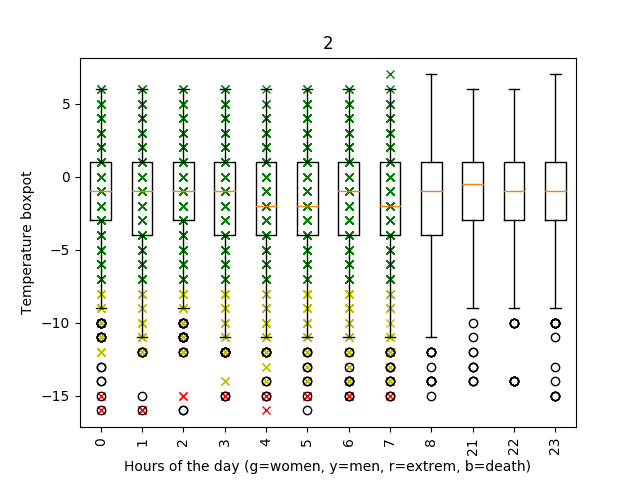 2
Temperature boxpot
5
0
−5
−10
−15
0 1 2 3 4 5 6 7 8 21 22 23
Hours of the day (g=women, y=men, r=extrem, b=death)